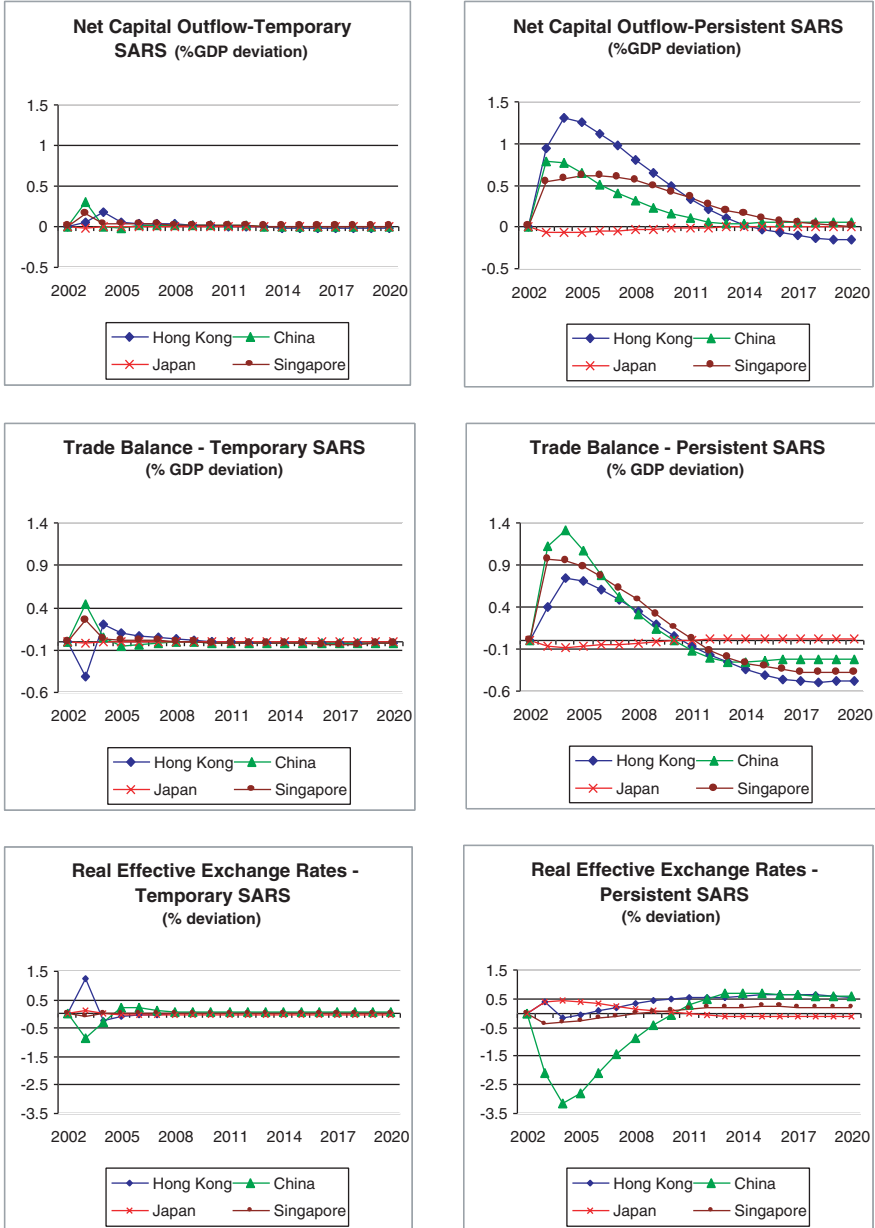 Net Capital Outflow-Temporary
SARS (%GDP deviation)
1.5
1
0.5
0
-0.5
2002 2005 2008 2011 2014 2017 2020
Hong Kong China
Japan Singapore
Net Capital Outflow-Persistent SARS
(%GDP deviation)
1.5
1
0.5
0
-0.5
2002 2005 2008 2011 2014 2017 2020
Hong Kong China
Japan Singapore
Trade Balance - Temporary SARS
(% GDP deviation)
1.4
0.9
0.4
-0.1
-0.6
2002 2005 2008 2011 2014 2017 2020
Hong Kong China
Japan Singapore
Trade Balance - Persistent SARS
(% GDP deviation)
1.4
0.9
0.4
-0.1
-0.6
2002 2005 2008 2011 2014 2017 2020
Hong Kong China
Japan Singapore
Real Effective Exchange Rates -
Temporary SARS
(% deviation)
1.5
0.5
-0.5
-1.5
-2.5
-3.5
2002 2005 2008 2011 2014 2017 2020
Hong Kong China
Japan Singapore
Real Effective Exchange Rates -
Persistent SARS
(% deviation)
1.5
0.5
-0.5
-1.5
-2.5
-3.5
2002 2005 2008 2011 2014 2017 2020
Hong Kong China
Japan Singapore